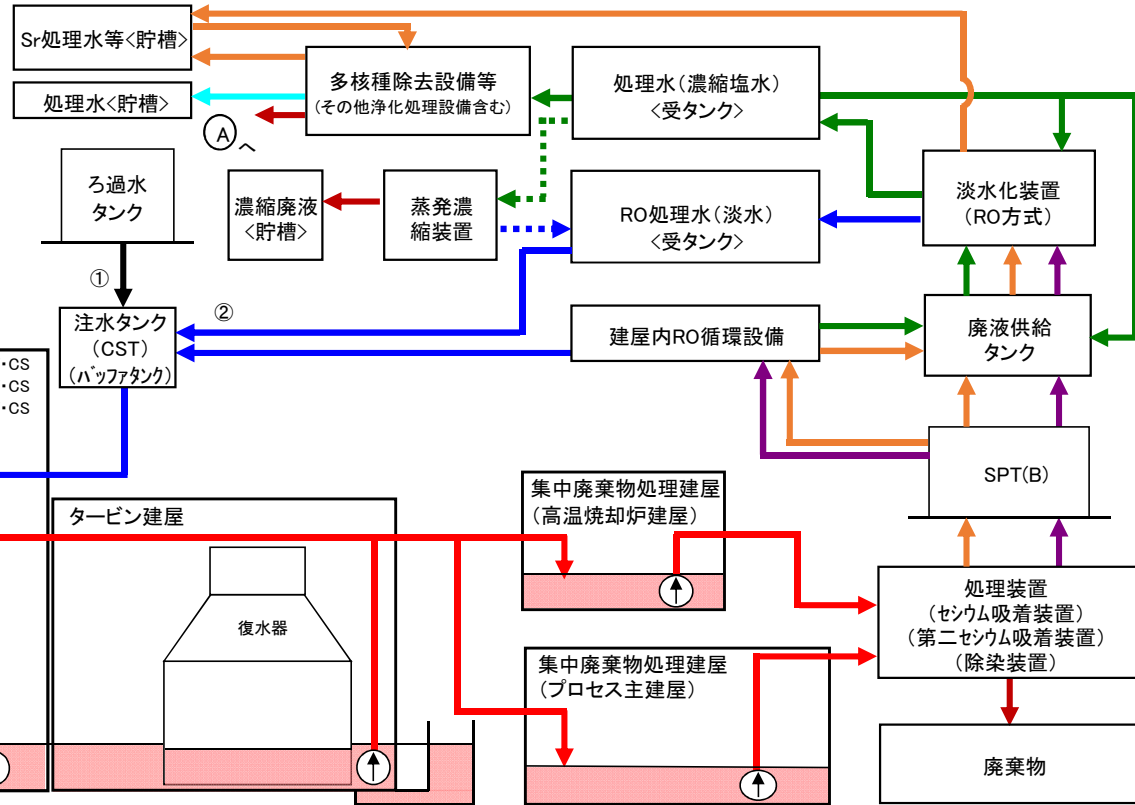 Sr処理水等<貯槽>
処理水<貯槽>
多核種除去設備等
(その他浄化処理設備含む)
Aへ
処理水(濃縮塩水)
<受タンク>
ろ過水
タンク
濃縮廃液
<貯槽>
蒸発濃
縮装置
RO処理水(淡水)
<受タンク>
淡水化装置
(RO方式)
①
②
注水タンク
(CST)
(バッファタンク)
建屋内RO循環設備
廃液供給
タンク
・CS
・CS
・CS
SPT(B)
タービン建屋
復水器
集中廃棄物処理建屋
(高温焼却炉建屋)
集中廃棄物処理建屋
(プロセス主建屋)
処理装置
(セシウム吸着装置)
(第二セシウム吸着装置)
(除染装置)
廃棄物